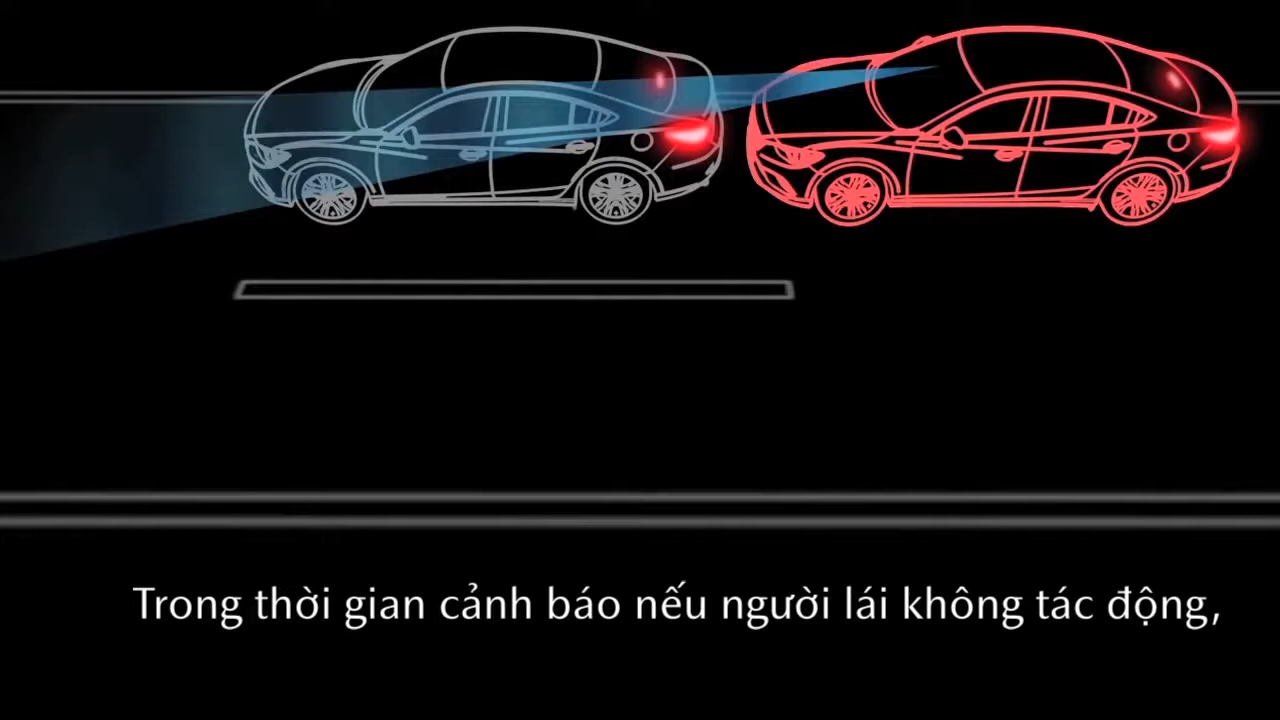 Trong thời gian cảnh báo nếu người lái không tác động,